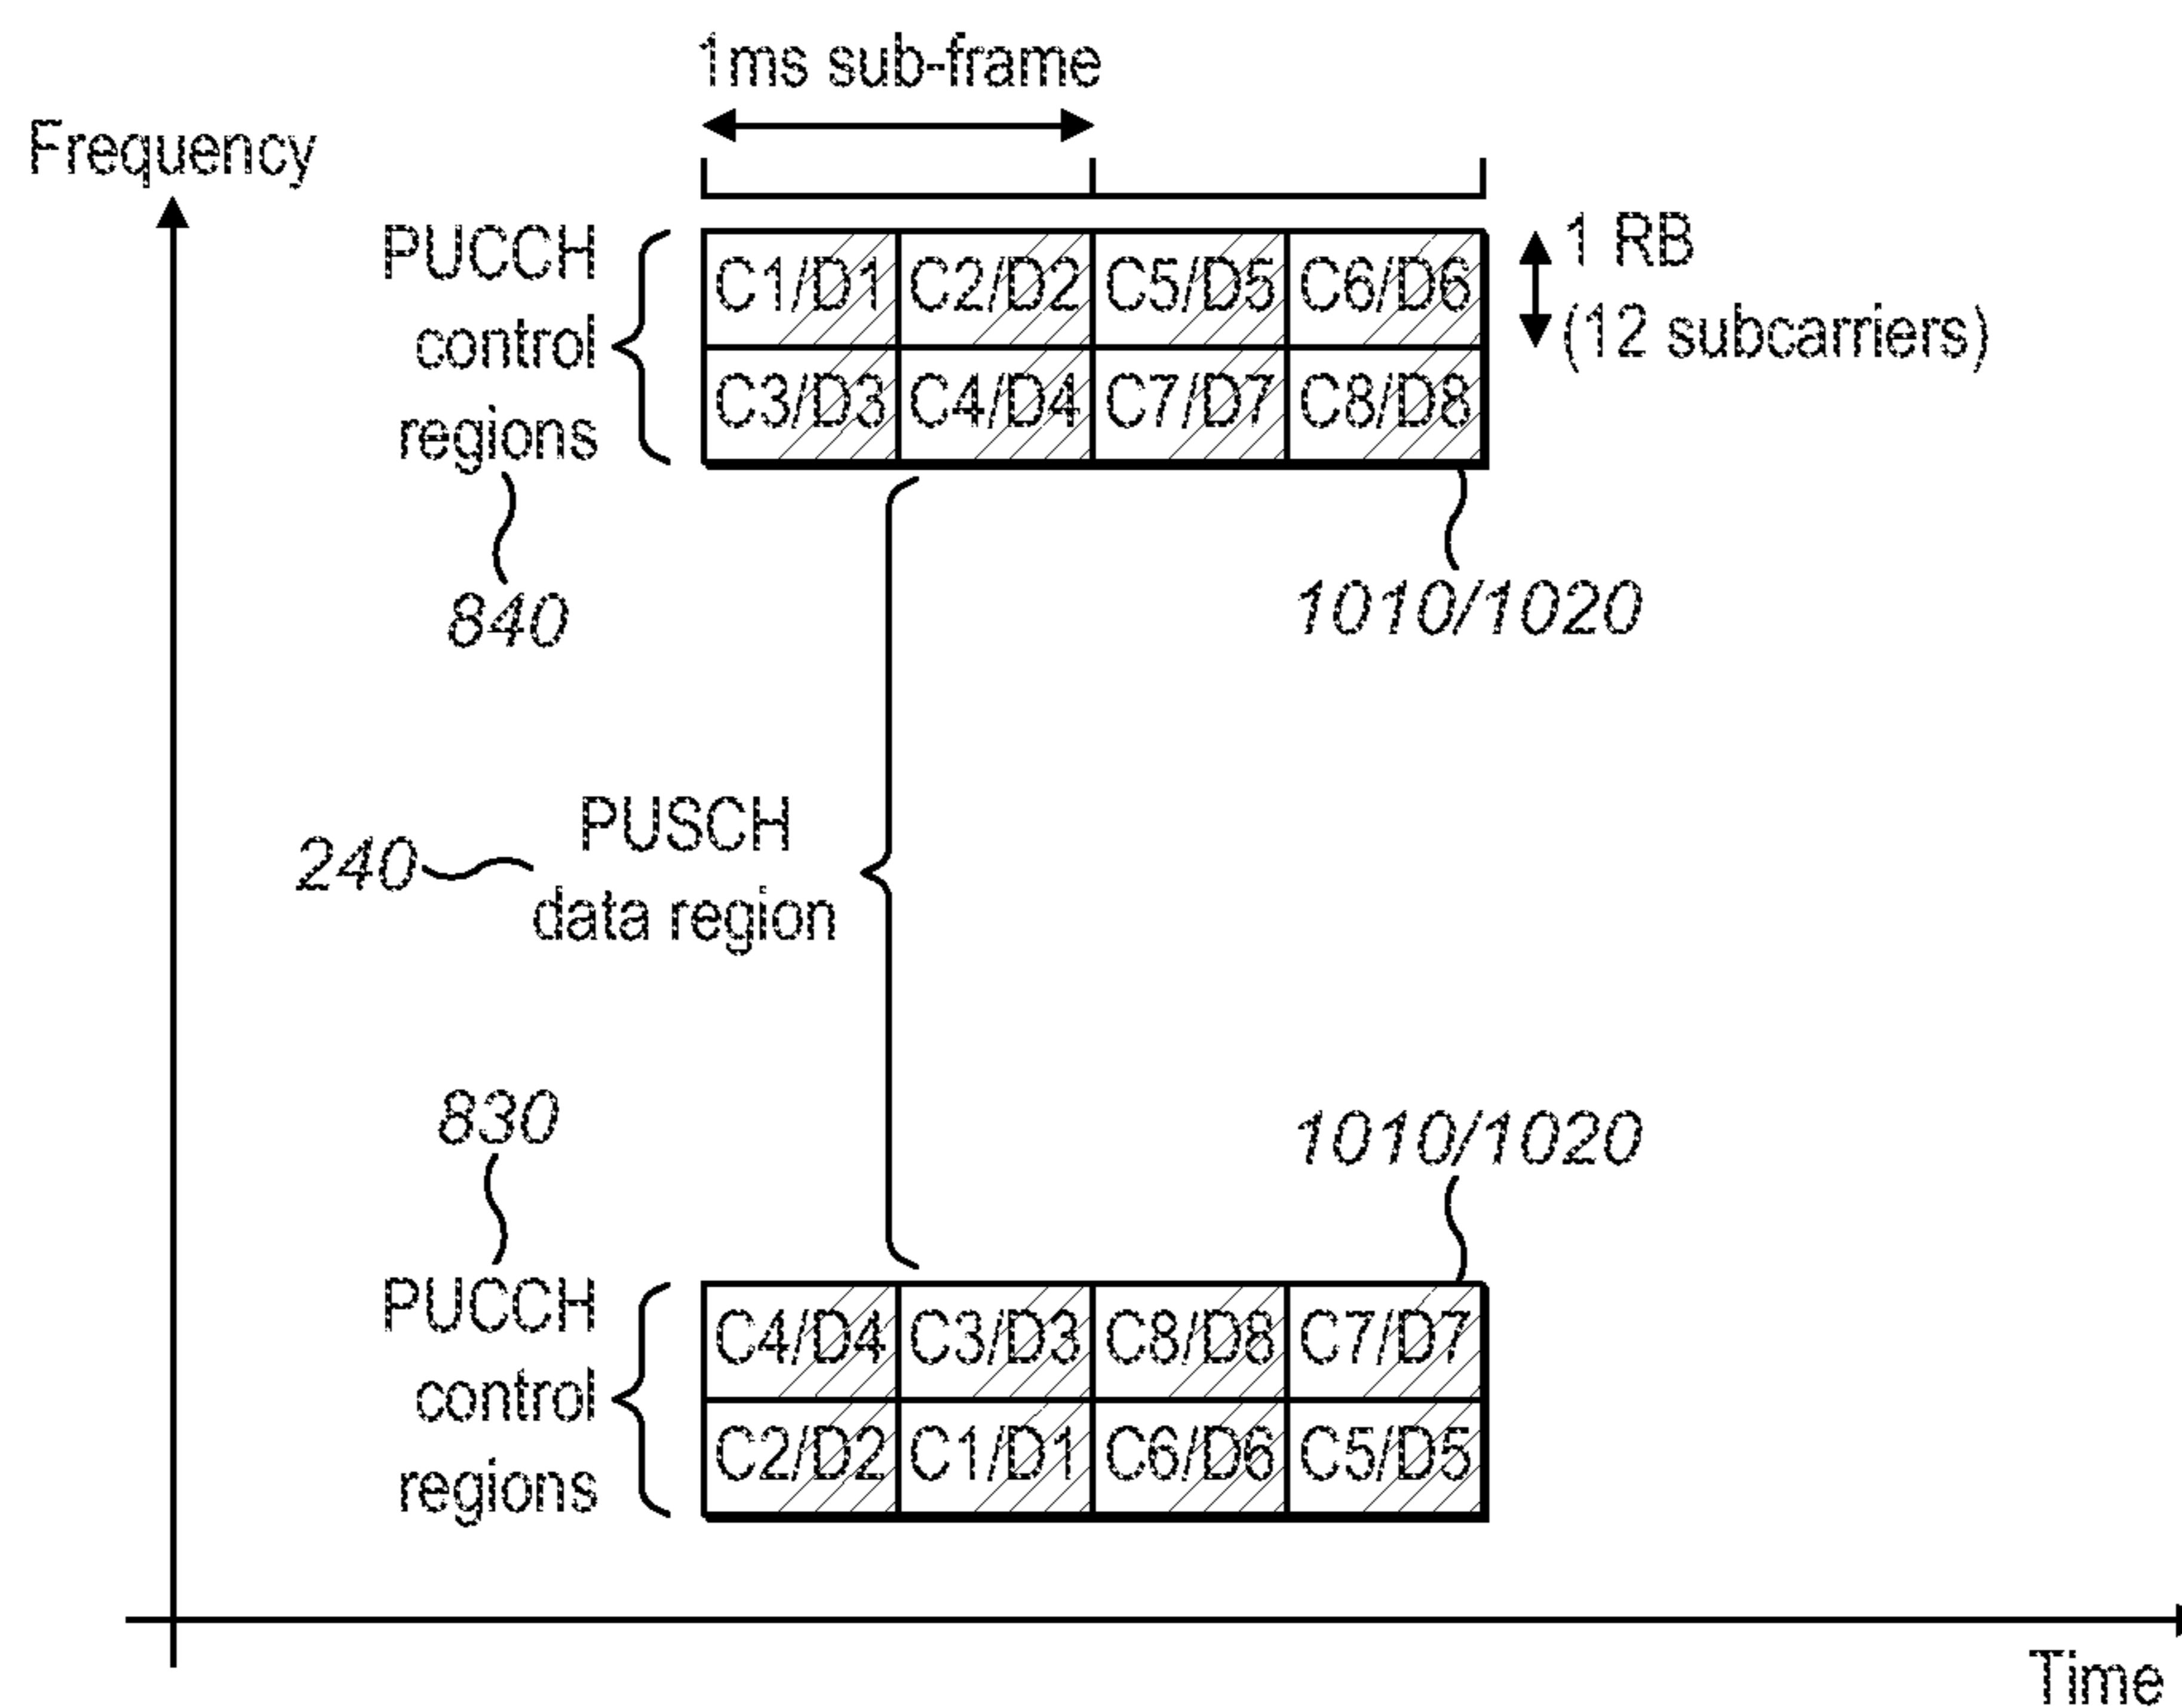 1ms sub-frame
Frequency
PUCCH
control
regions
C1/D1 C2/D2 C5/D5 C6/D6
C3/D3 C4/D4 C7/D7 C8/D8
1 RB
(12 subcarriers)
840
1010/1020
240
PUSCH
data region
830
1010/1020
PUCCH
control
regions
C4/D4 C3/D3 C8/D8 C7/D7
C2/D2 C1/D1 C6/D6 C5/D5
Time